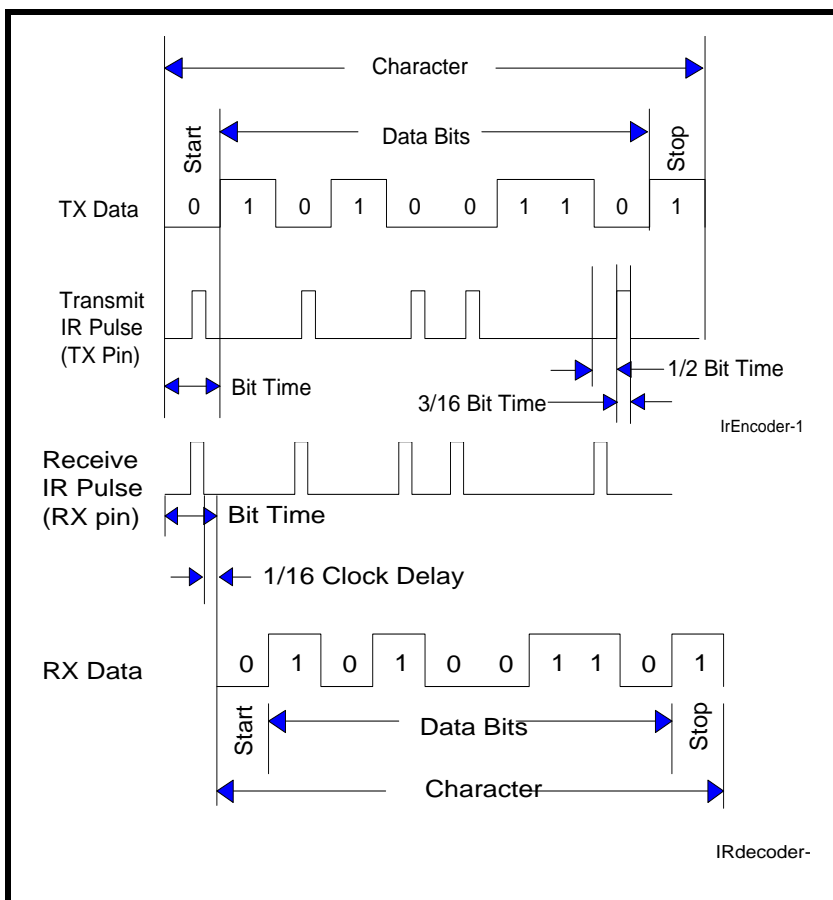 Character
Start
Data Bits
Stop
TX Data
0 1 0 1 0 0 1 1 0 1
Transmit
IR Pulse
(TX Pin)
Bit Time
1/2 Bit Time
3/16 Bit Time
IrEncoder-1
Receive
IR Pulse
(RX pin)
Bit Time
1/16 Clock Delay
RX Data
0 1 0 1 0 0 1 1 0 1
Start
Data Bits
Stop
Character
IRdecoder-